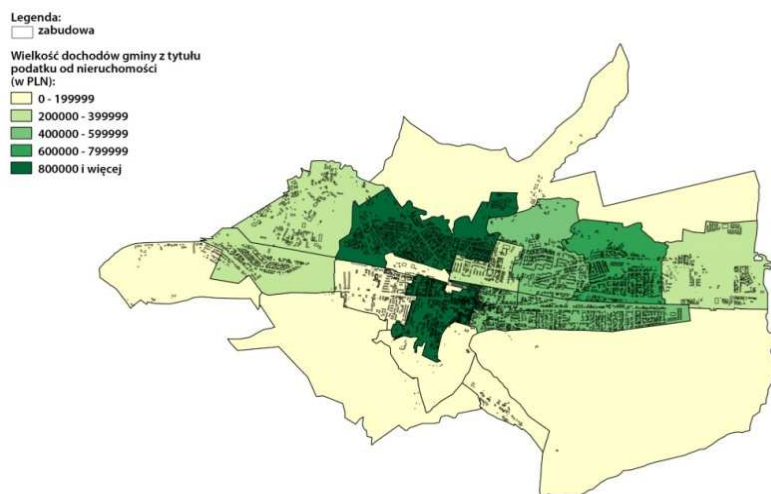 Legenda:
zabudowa
Wielkość dochodów gminy z tytułu
podatku od nieruchomości
(w PLN):
0 - 199999
200000 - 399999
400000 - 599999
600000 - 799999
800000 i więcej